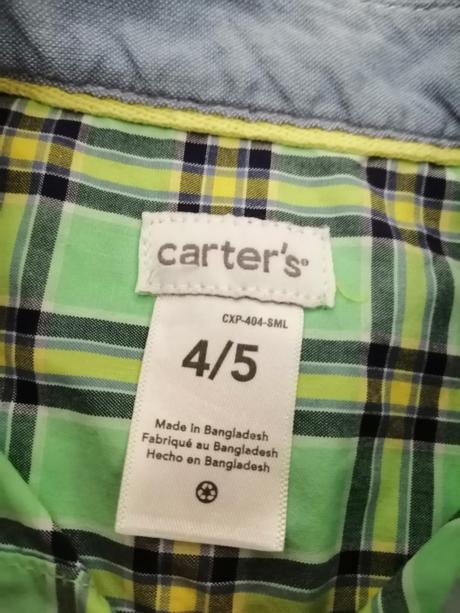 carter's®
CXP-404-SML
4/5
Made in Bangladesh
Fabriqué au Bangladesh
Hecho en Bangladesh